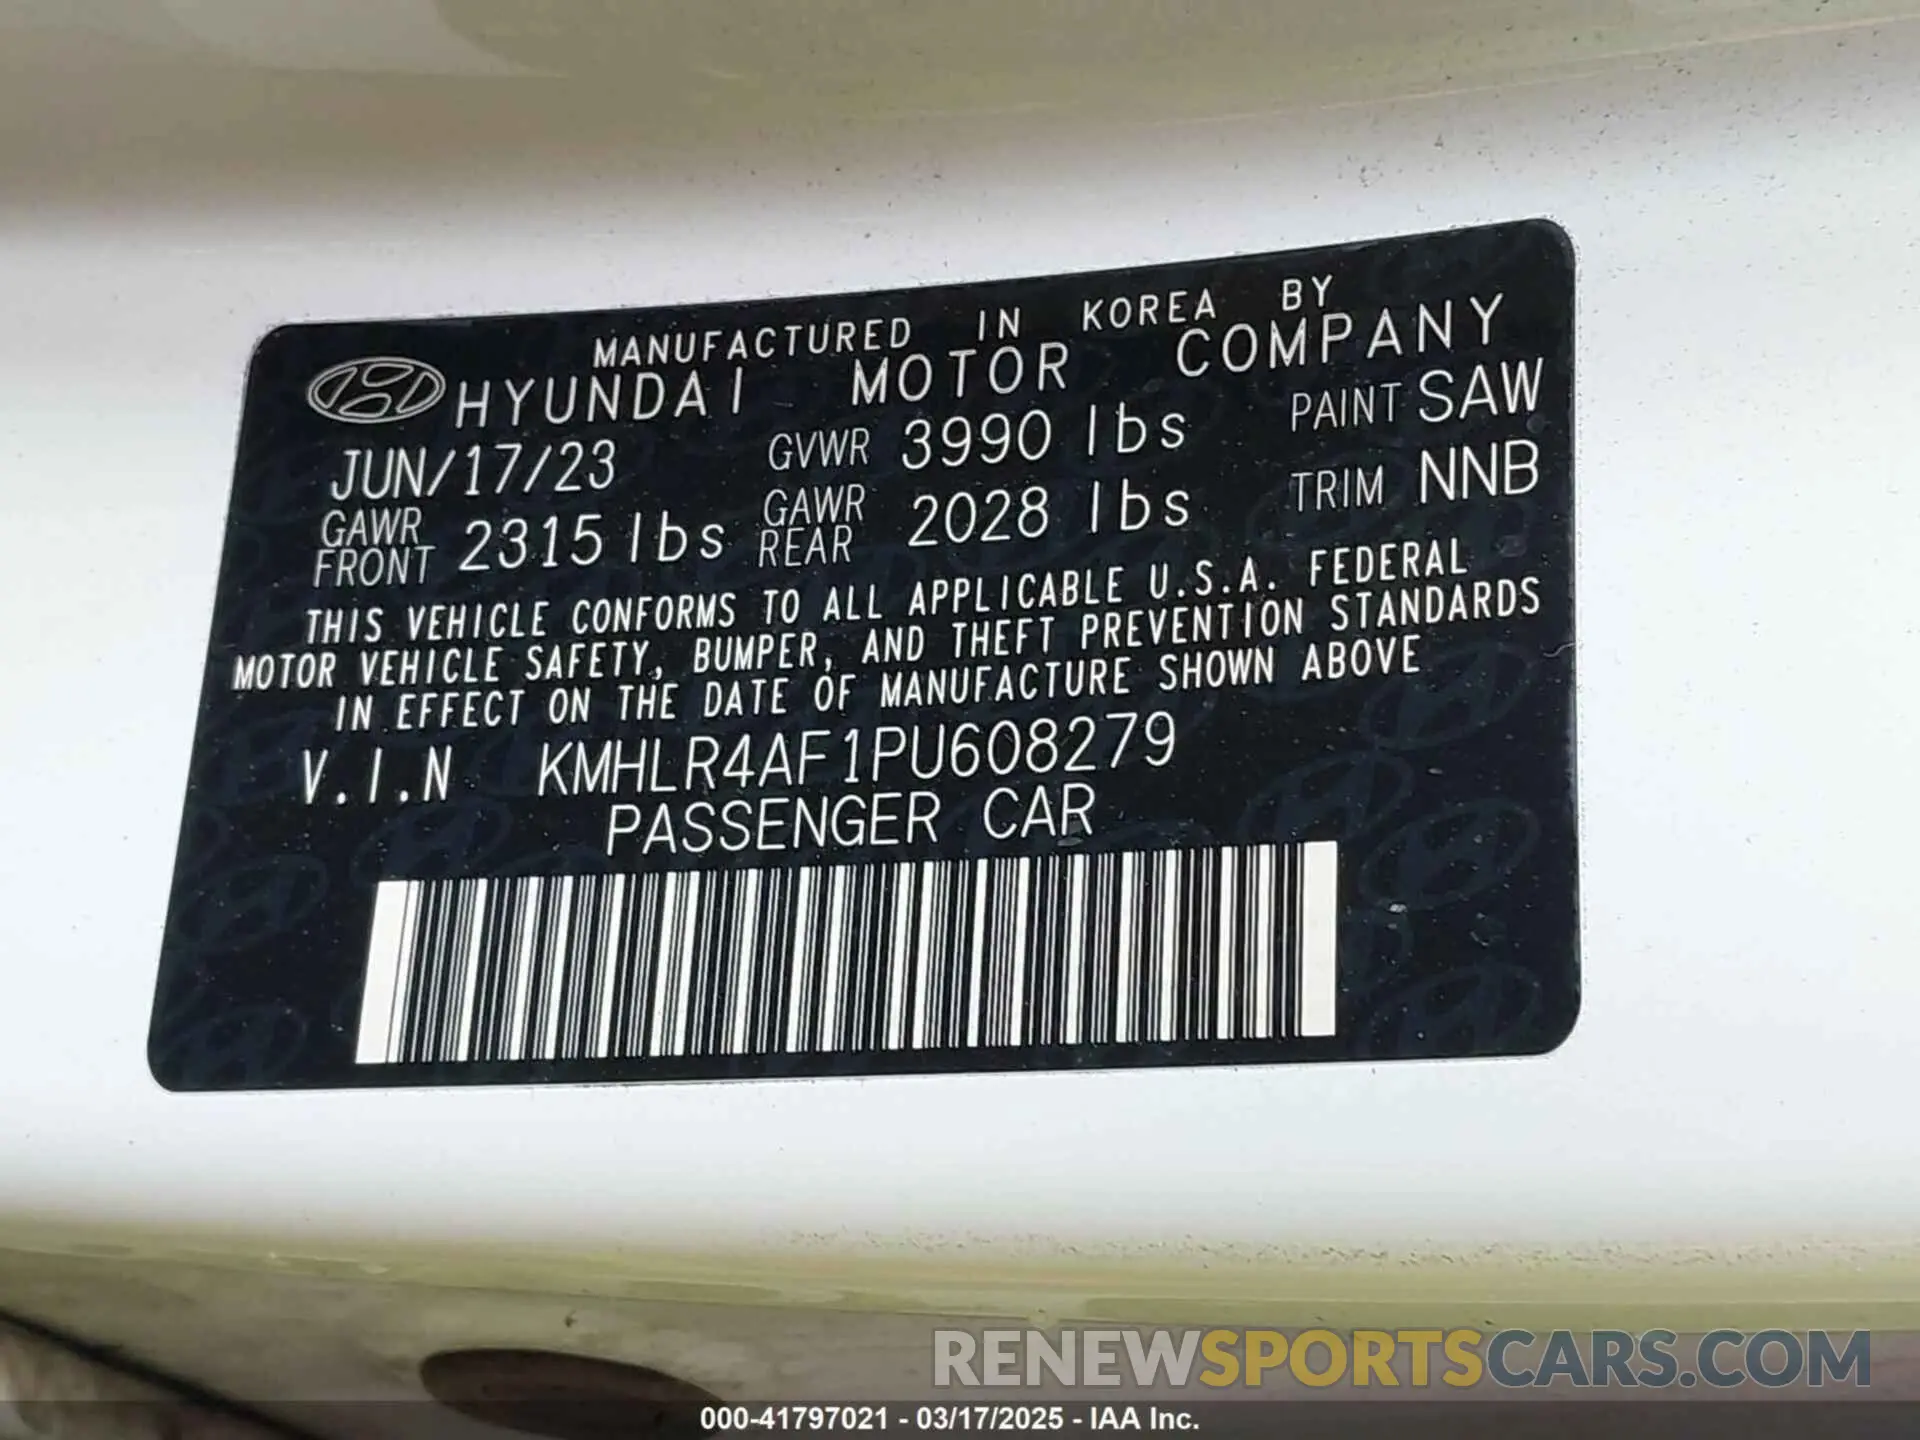 MANUFACTURED IN KOREA BY
HYUNDAI MOTOR COMPANY
JUN/17/23 GVWR 3990 lbs PAINT SAW
GAWR FRONT 2315 lbs GAWR REAR 2028 lbs TRIM NNB
THIS VEHICLE CONFORMS TO ALL APPLICABLE U.S.A. FEDERAL
MOTOR VEHICLE SAFETY, BUMPER, AND THEFT PREVENTION STANDARDS
IN EFFECT ON THE DATE OF MANUFACTURE SHOWN ABOVE
V.I.N KMHLR4AF1PU608279
PASSENGER CAR
RENEWSPORTSCARS.COM
000-41797021 - 03/17/2025 - IAA Inc.